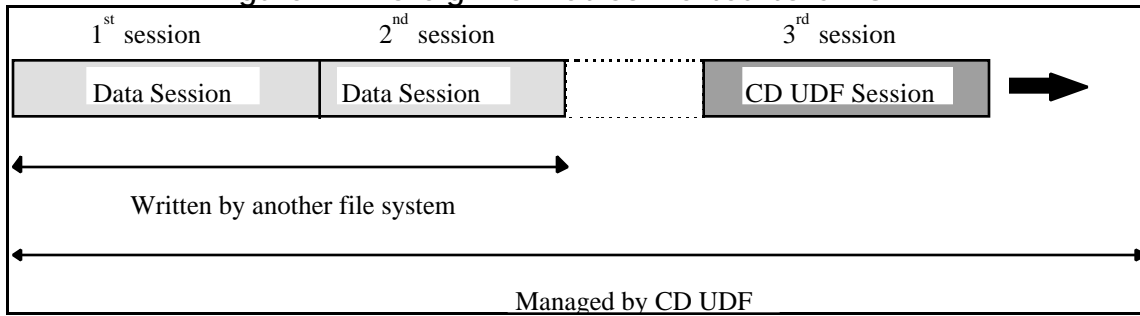 1st session 2nd session 3rd session
Data Session Data Session CD UDF Session
Written by another file system
Managed by CD UDF